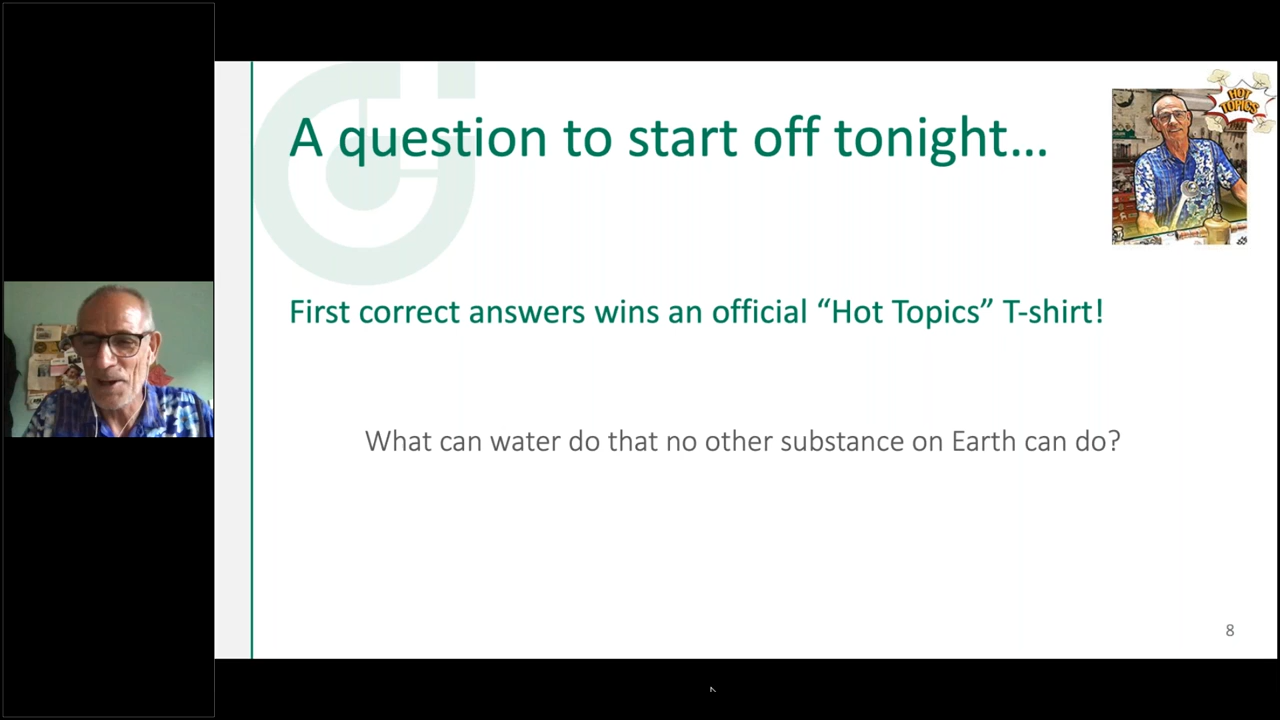 A question to start off tonight…
HOT
TOPICS
First correct answers wins an official “Hot Topics” T-shirt!
What can water do that no other substance on Earth can do?
8